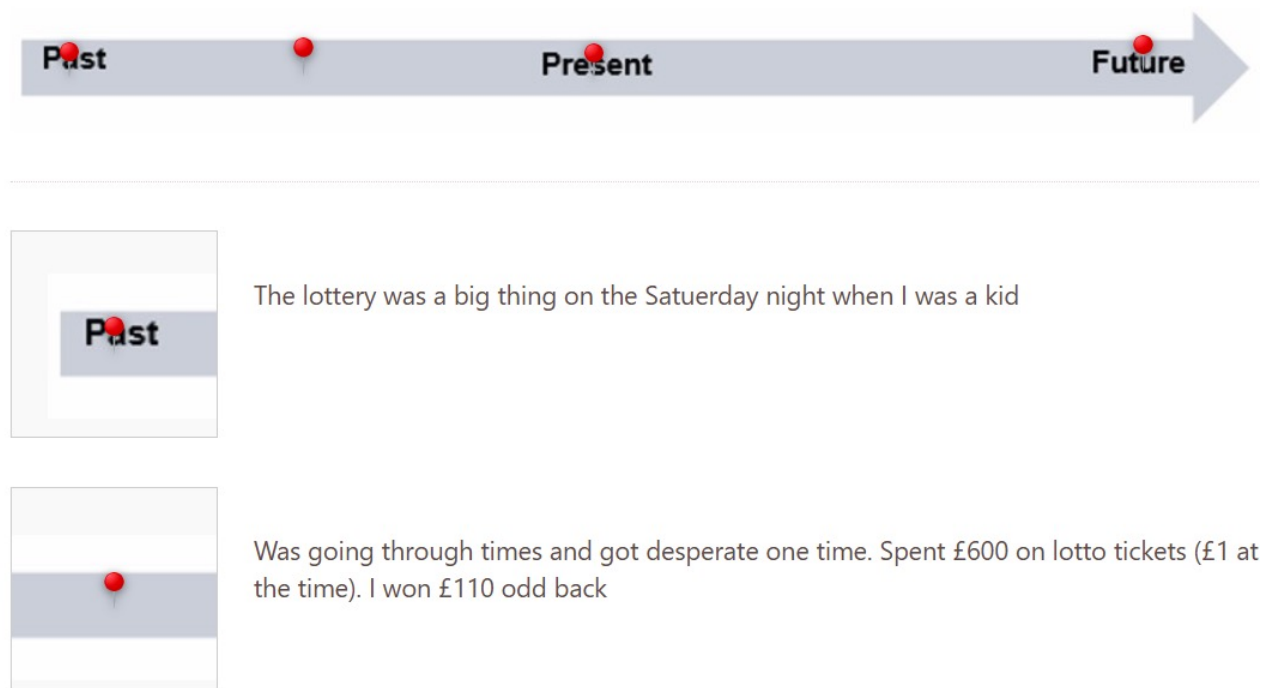 Past Present Future
The lottery was a big thing on the Satuerday night when I was a kid
Past
Was going through times and got desperate one time. Spent £600 on lotto tickets (£1 at
the time). I won £110 odd back